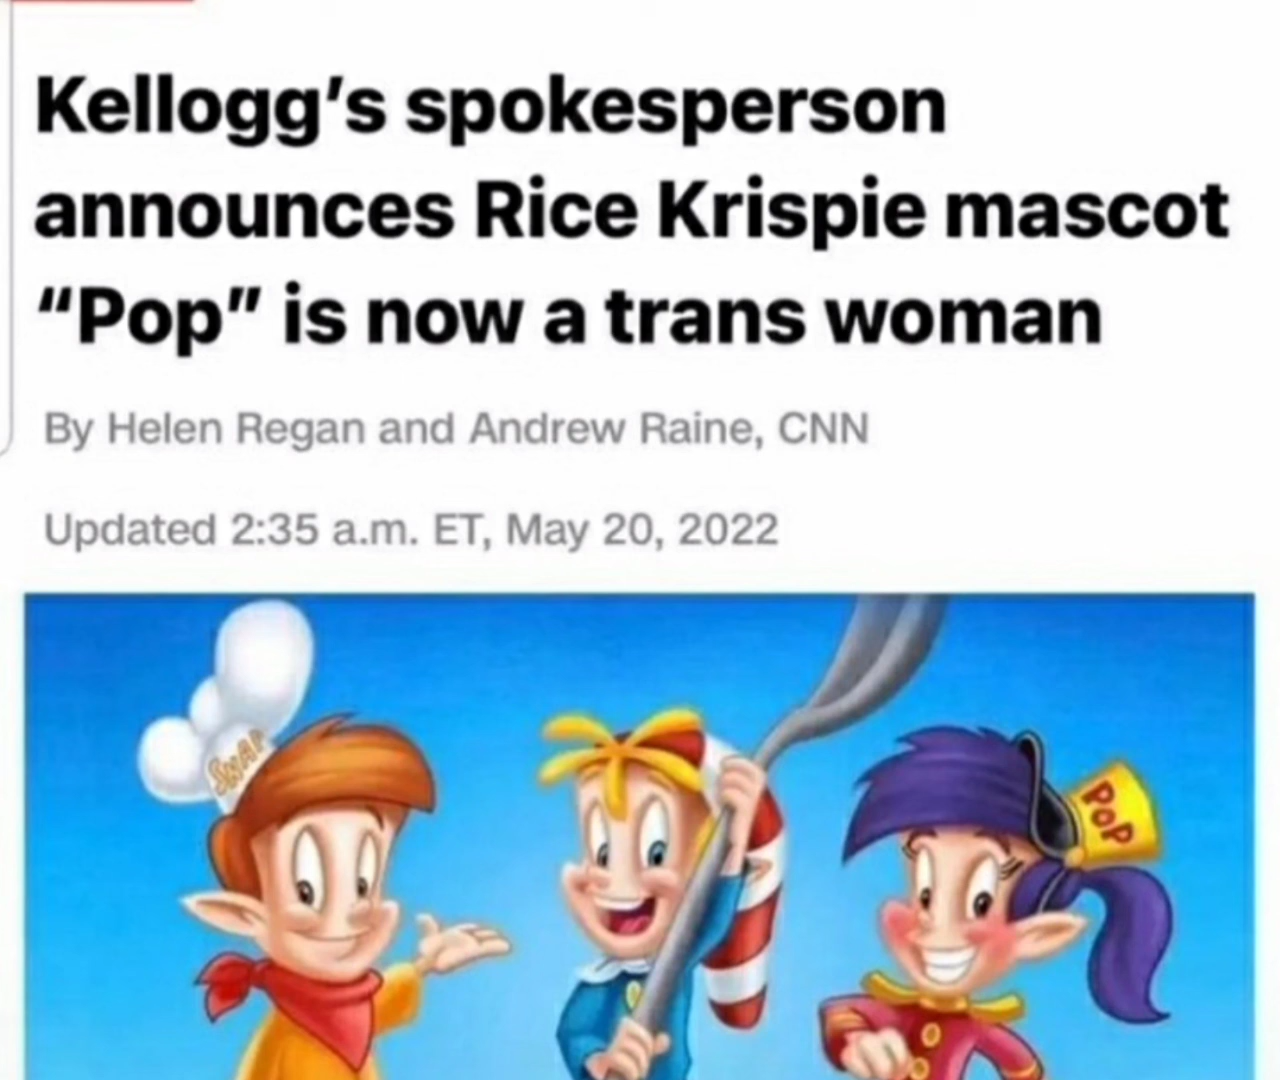 Kellogg’s spokesperson
announces Rice Krispie mascot
“Pop” is now a trans woman
By Helen Regan and Andrew Raine, CNN
Updated 2:35 a.m. ET, May 20, 2022
SNAP
POP